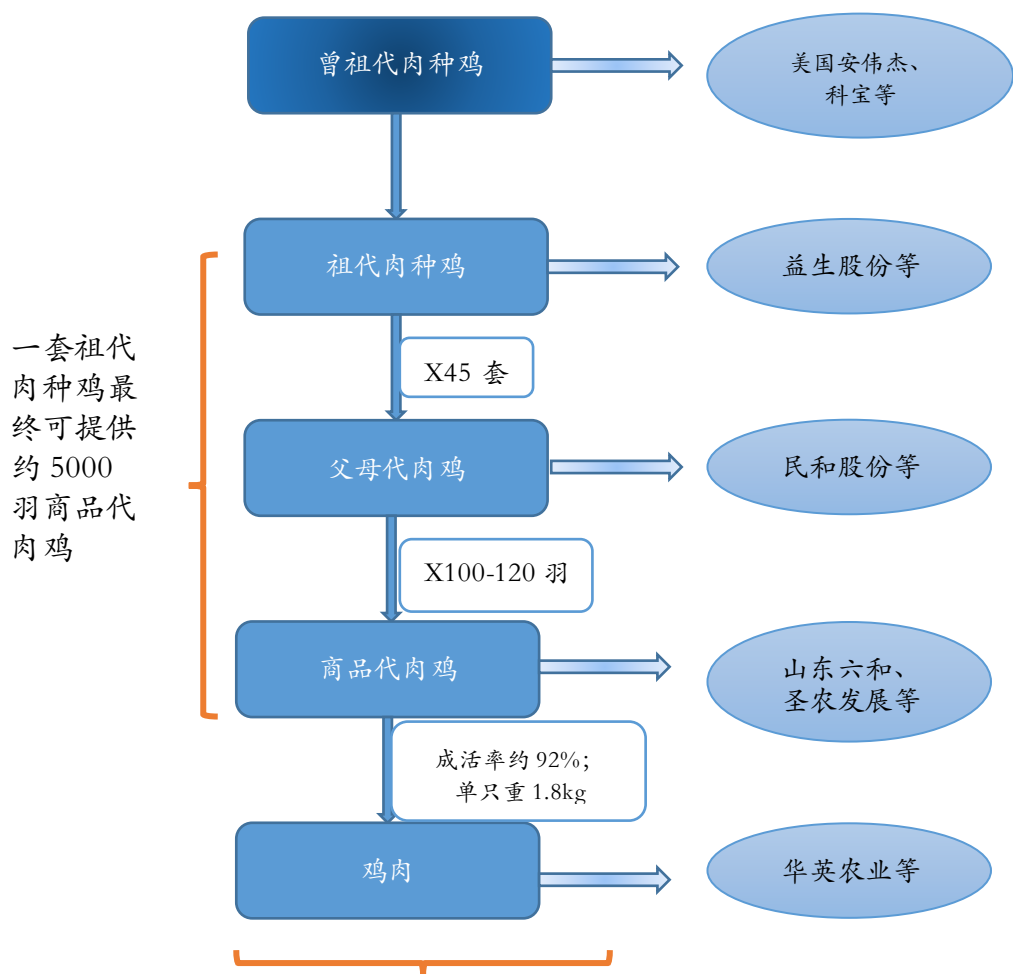 曾祖代肉种鸡
美国安伟杰、
科宝等
祖代肉种鸡
益生股份等
一套祖代
肉种鸡最
终可提供
约 5000
羽商品代
肉鸡
X45 套
父母代肉鸡
民和股份等
X100-120 羽
商品代肉鸡
山东六和、
圣农发展等
成活率约 92%；
单只重 1.8kg
鸡肉
华英农业等